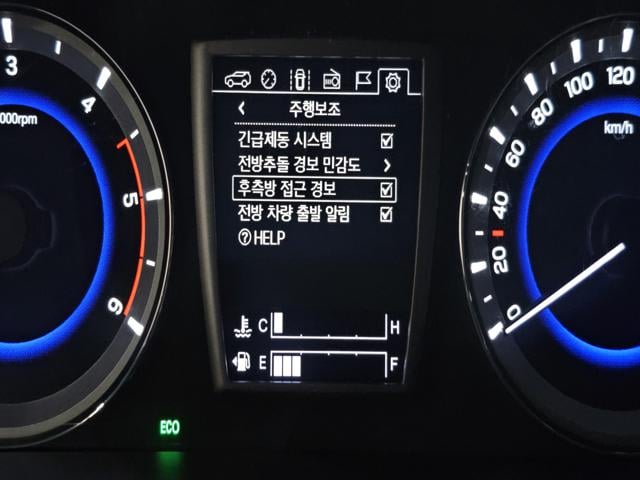 주행보조
긴급제동 시스템
전방추돌 경보 민감도
후측방 접근 경보
전방 차량 출발 알림
? HELP
C H
E F
ECO
000rpm
3
4
5
6
km/h
0
20
40
60
80
100
120